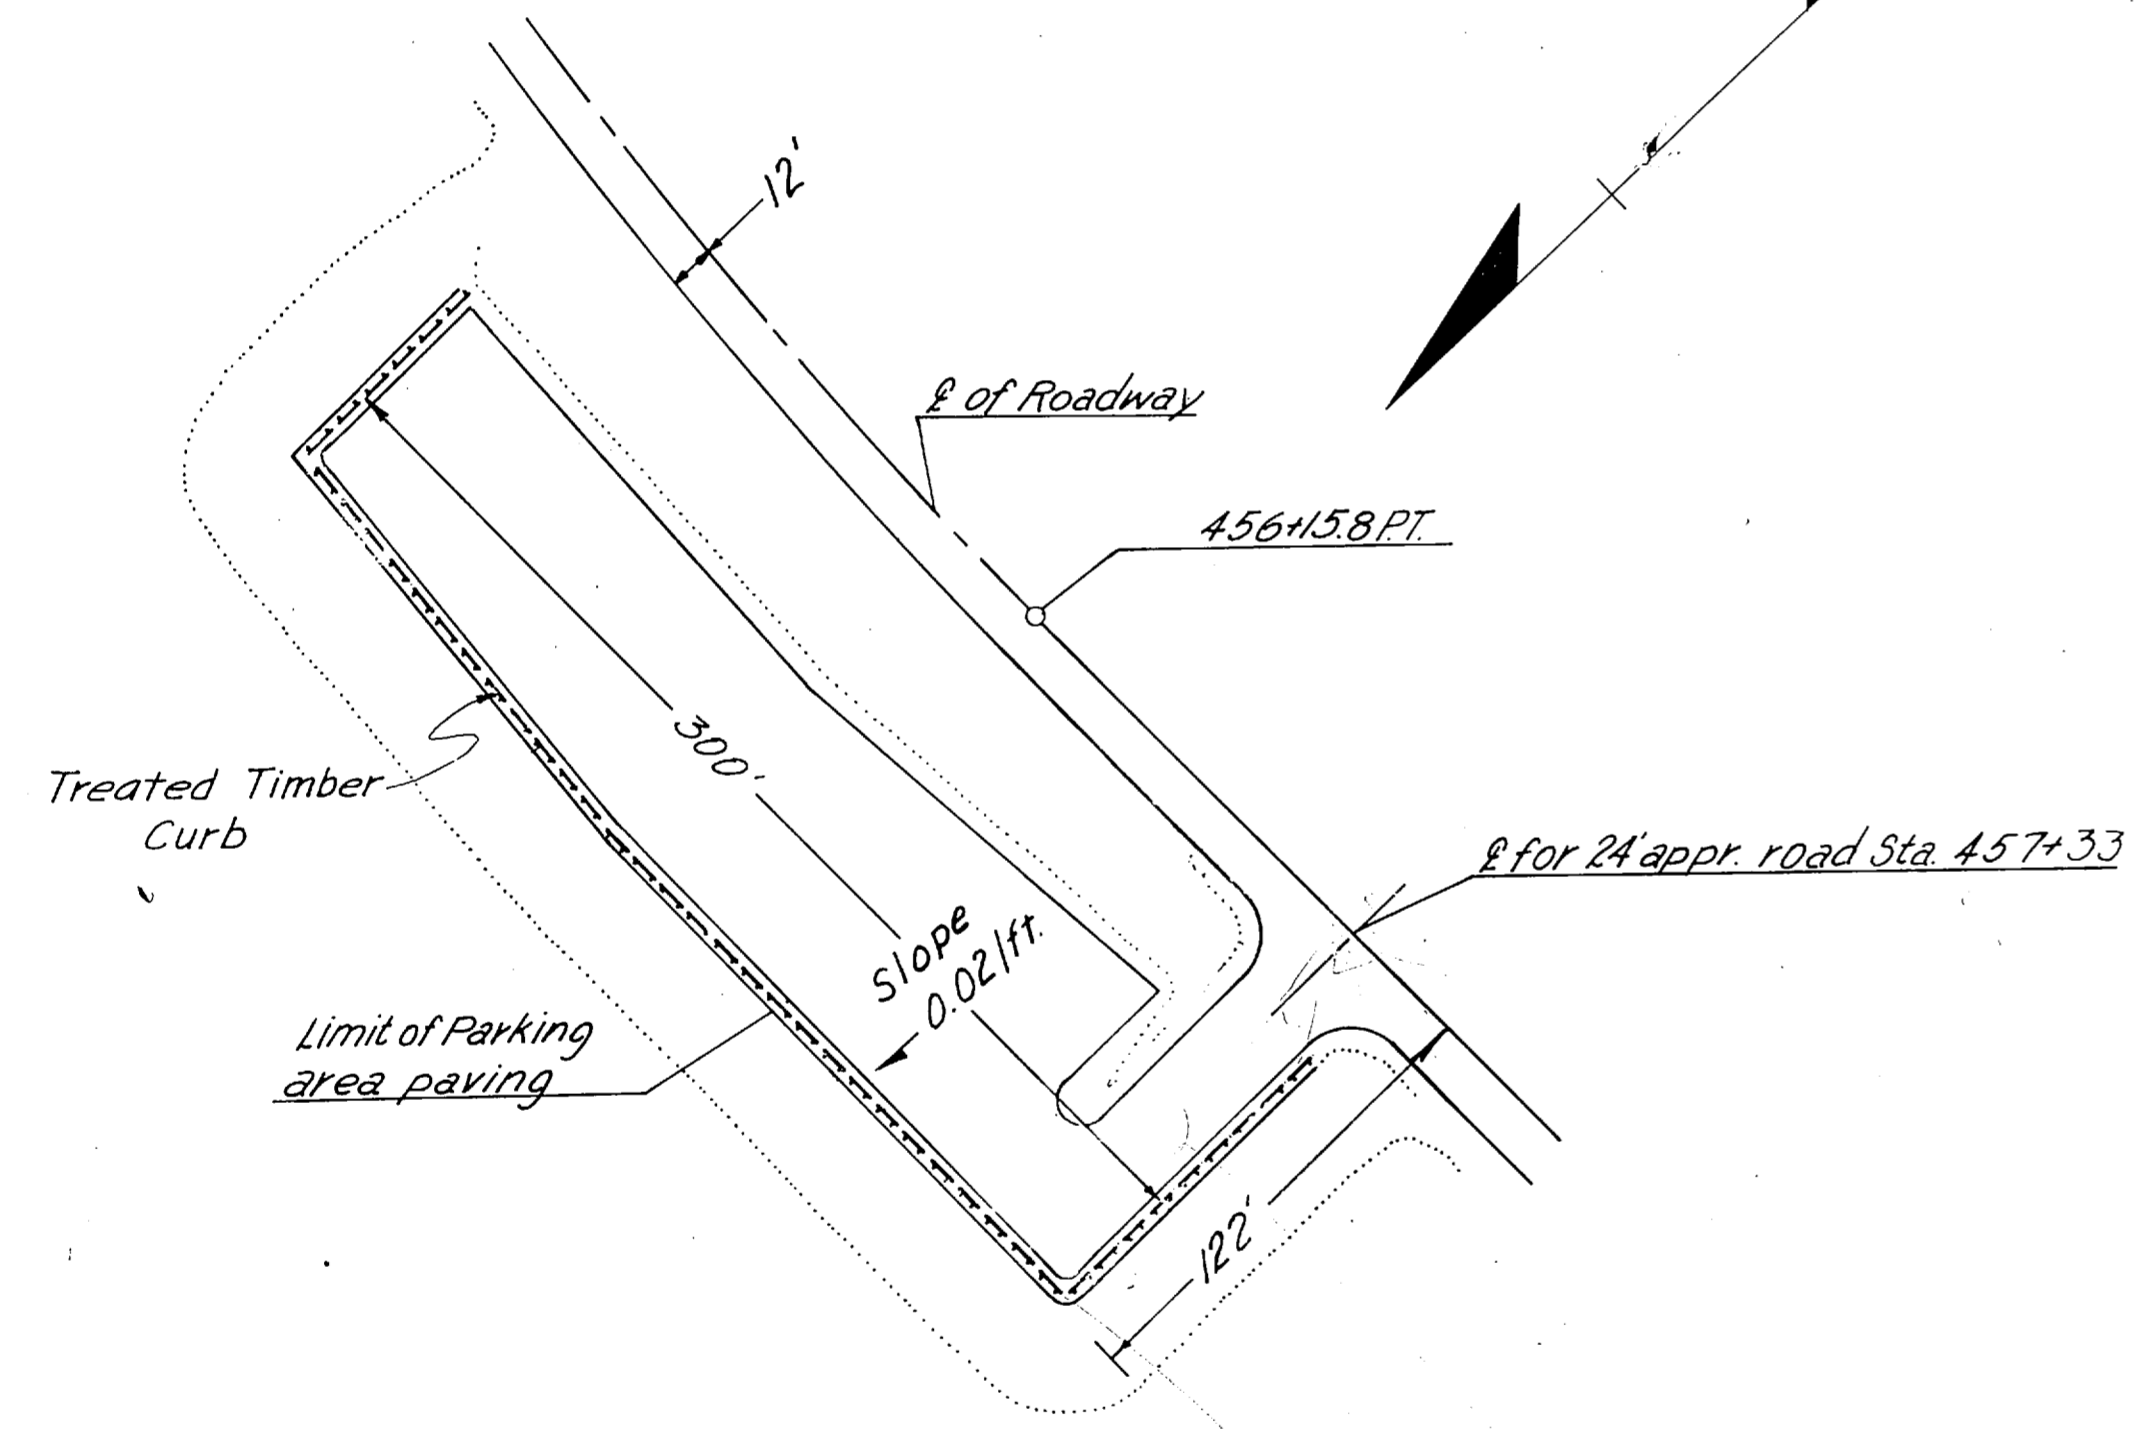 12'
℄ of Roadway
456+15.8 P.T.
300'
Treated Timber
Curb
℄ for 24' appr. road Sta. 457+33
Slope
0.02/ft.
Limit of Parking
area paving
122'